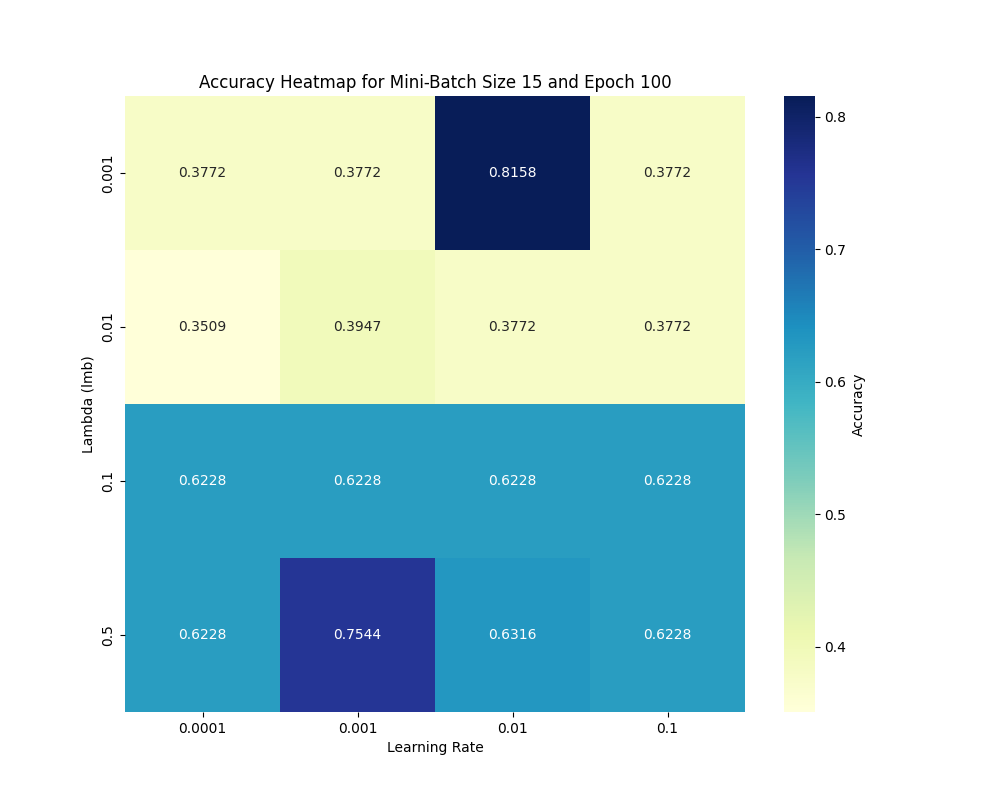 Accuracy Heatmap for Mini-Batch Size 15 and Epoch 100
Lambda (lmb)
0.001
0.3772 0.3772 0.8158 0.3772
0.01
0.3509 0.3947 0.3772 0.3772
0.1
0.6228 0.6228 0.6228 0.6228
0.5
0.6228 0.7544 0.6316 0.6228
0.0001 0.001 0.01 0.1
Learning Rate
0.8
0.7
0.6
0.5
0.4
Accuracy